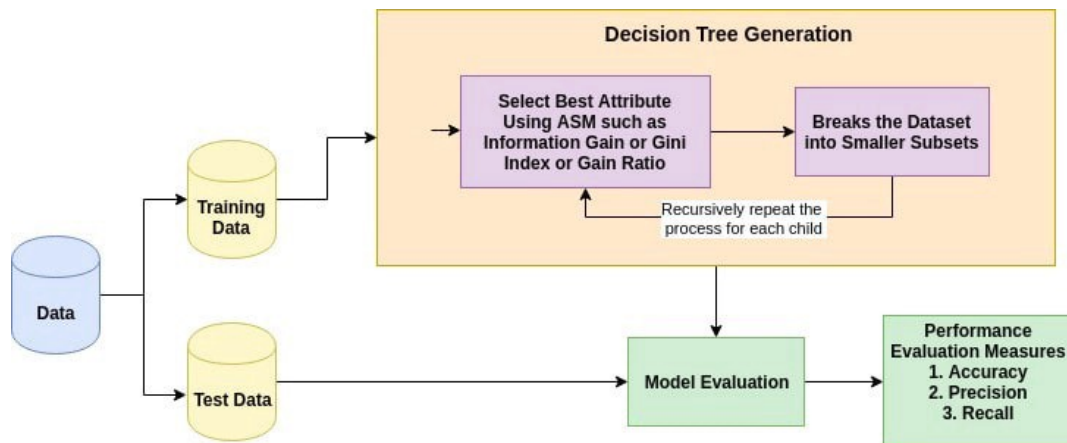 Decision Tree Generation
Select Best Attribute
Using ASM such as
Information Gain or Gini
Index or Gain Ratio
Breaks the Dataset
into Smaller Subsets
Recursively repeat the
process for each child
Training
Data
Data
Test Data
Model Evaluation
Performance
Evaluation Measures
1. Accuracy
2. Precision
3. Recall